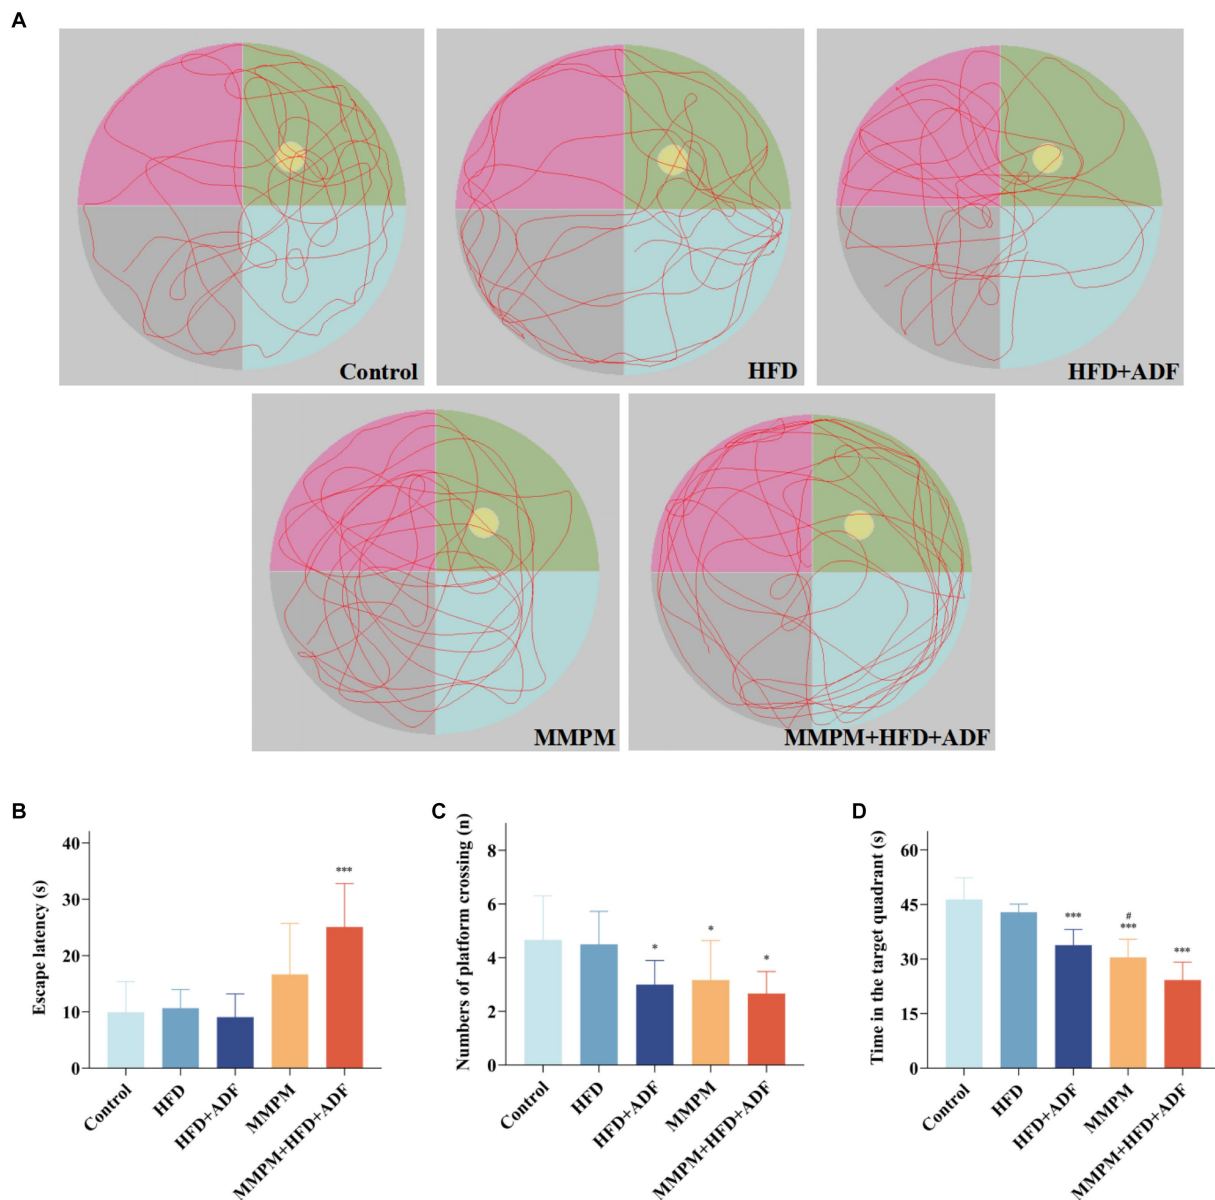 A
Control
HFD
HFD+ADF
MMPM
MMPM+HFD+ADF
B
Escape latency (s)
40
30
20
10
0
***
Control
HFD
HFD+ADF
MMPM
MMPM+HFD+ADF
C
Numbers of platform crossing (n)
8
6
4
2
0
*
*
*
Control
HFD
HFD+ADF
MMPM
MMPM+HFD+ADF
D
Time in the target quadrant (s)
60
45
30
15
0
***
#
***
***
Control
HFD
HFD+ADF
MMPM
MMPM+HFD+ADF